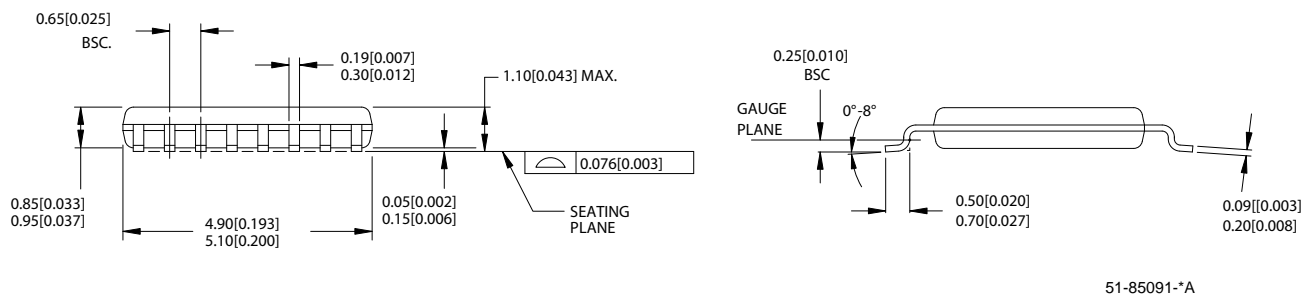 0.65[0.025]
BSC.
0.19[0.007]
0.30[0.012]
1.10[0.043] MAX.
0.85[0.033]
0.95[0.037]
4.90[0.193]
5.10[0.200]
0.05[0.002]
0.15[0.006]
0.076[0.003]
SEATING
PLANE
0.25[0.010]
BSC
GAUGE
PLANE
0°-8°
0.50[0.020]
0.70[0.027]
0.09[[0.003]
0.20[0.008]
51-85091-*A